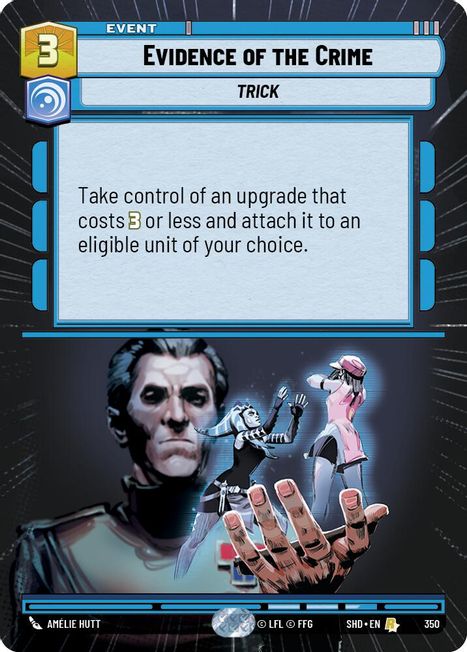 EVENT
3
EVIDENCE OF THE CRIME
TRICK
Take control of an upgrade that
costs 3 or less and attach it to an
eligible unit of your choice.
AMÉLIE HUTT © LFL © FFG SHD • EN R 350